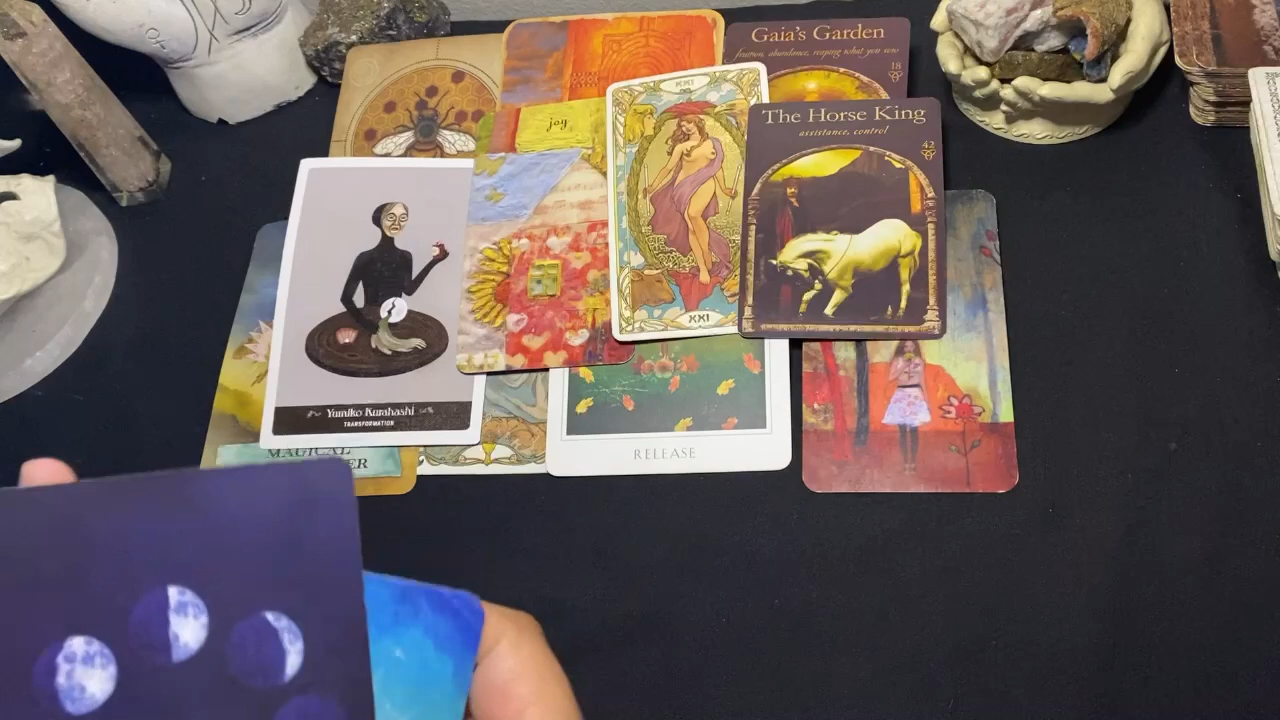 OF
Gaia's Garden
fruition, abundance, reaping what you sow
18
The Horse King
assistance, control
42
joy
XXI
XXI
Yumiko Kurahashi
TRANSFORMATION
MAGICAL
RELEASE